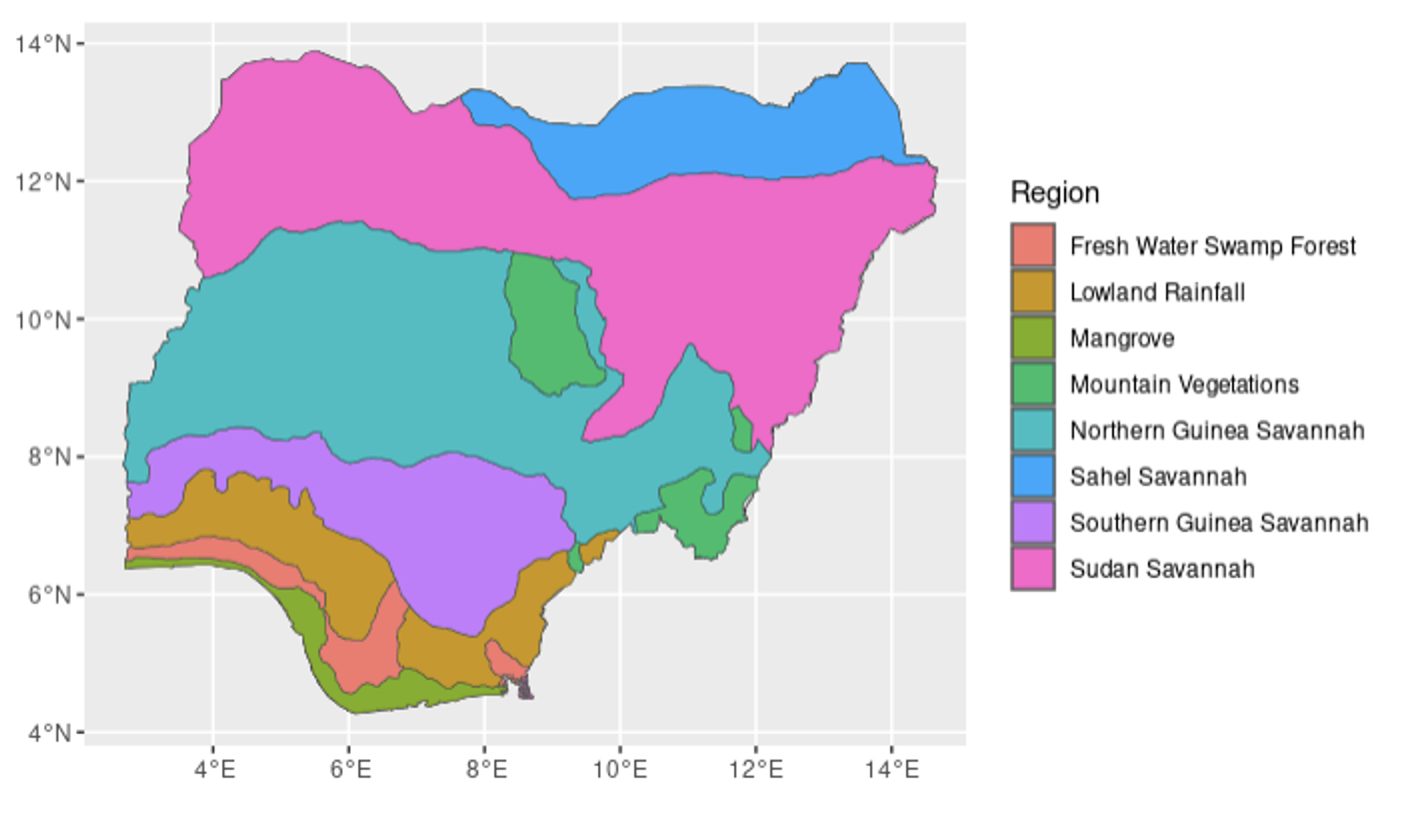 14°N
12°N
10°N
8°N
6°N
4°N
4°E
6°E
8°E
10°E
12°E
14°E
Region
Fresh Water Swamp Forest
Lowland Rainfall
Mangrove
Mountain Vegetations
Northern Guinea Savannah
Sahel Savannah
Southern Guinea Savannah
Sudan Savannah